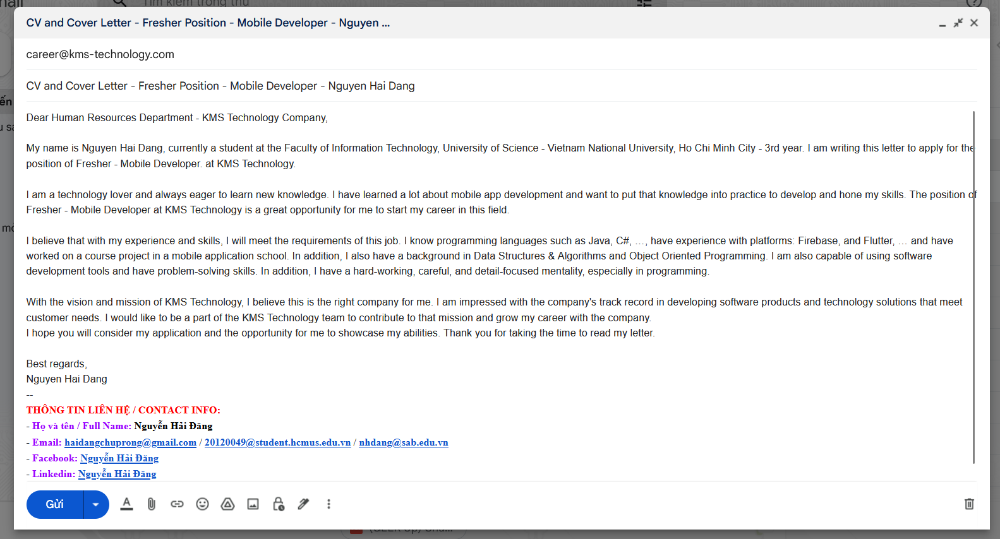 Tìm kiếm trong thư
CV and Cover Letter - Fresher Position - Mobile Developer - Nguyen ...
career@kms-technology.com
CV and Cover Letter - Fresher Position - Mobile Developer - Nguyen Hai Dang
Dear Human Resources Department - KMS Technology Company,
My name is Nguyen Hai Dang, currently a student at the Faculty of Information Technology, University of Science - Vietnam National University, Ho Chi Minh City - 3rd year. I am writing this letter to apply for the
position of Fresher - Mobile Developer. at KMS Technology.
I am a technology lover and always eager to learn new knowledge. I have learned a lot about mobile app development and want to put that knowledge into practice to develop and hone my skills. The position of
Fresher - Mobile Developer at KMS Technology is a great opportunity for me to start my career in this field.
I believe that with my experience and skills, I will meet the requirements of this job. I know programming languages such as Java, C#, …, have experience with platforms: Firebase, and Flutter, … and have
worked on a course project in a mobile application school. In addition, I also have a background in Data Structures & Algorithms and Object Oriented Programming. I am also capable of using software
development tools and have problem-solving skills. In addition, I have a hard-working, careful, and detail-focused mentality, especially in programming.
With the vision and mission of KMS Technology, I believe this is the right company for me. I am impressed with the company's track record in developing software products and technology solutions that meet
customer needs. I would like to be a part of the KMS Technology team to contribute to that mission and grow my career with the company.
I hope you will consider my application and the opportunity for me to showcase my abilities. Thank you for taking the time to read my letter.
Best regards,
Nguyen Hai Dang
--
THÔNG TIN LIÊN HỆ / CONTACT INFO:
- Họ và tên / Full Name: Nguyễn Hải Đăng
- Email: haidangchuprong@gmail.com / 20120049@student.hcmus.edu.vn / nhdang@sab.edu.vn
- Facebook: Nguyễn Hải Đăng
- Linkedin: Nguyễn Hải Đăng
Gửi